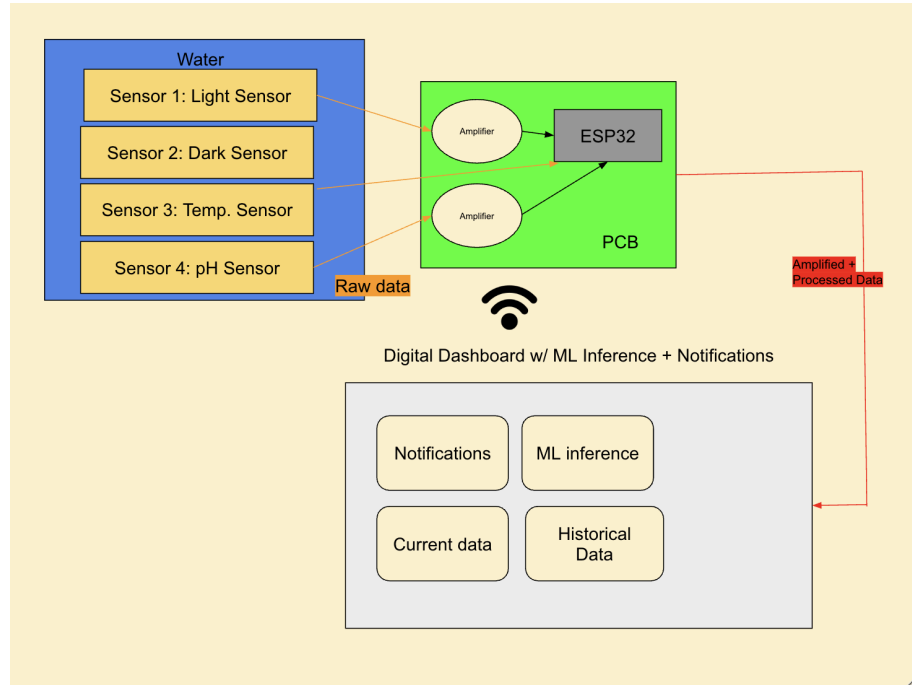 Water
Sensor 1: Light Sensor
Sensor 2: Dark Sensor
Sensor 3: Temp. Sensor
Sensor 4: pH Sensor
Raw data
Amplifier
ESP32
Amplifier
PCB
Amplified +
Processed Data
Digital Dashboard w/ ML Inference + Notifications
Notifications
ML inference
Current data
Historical
Data